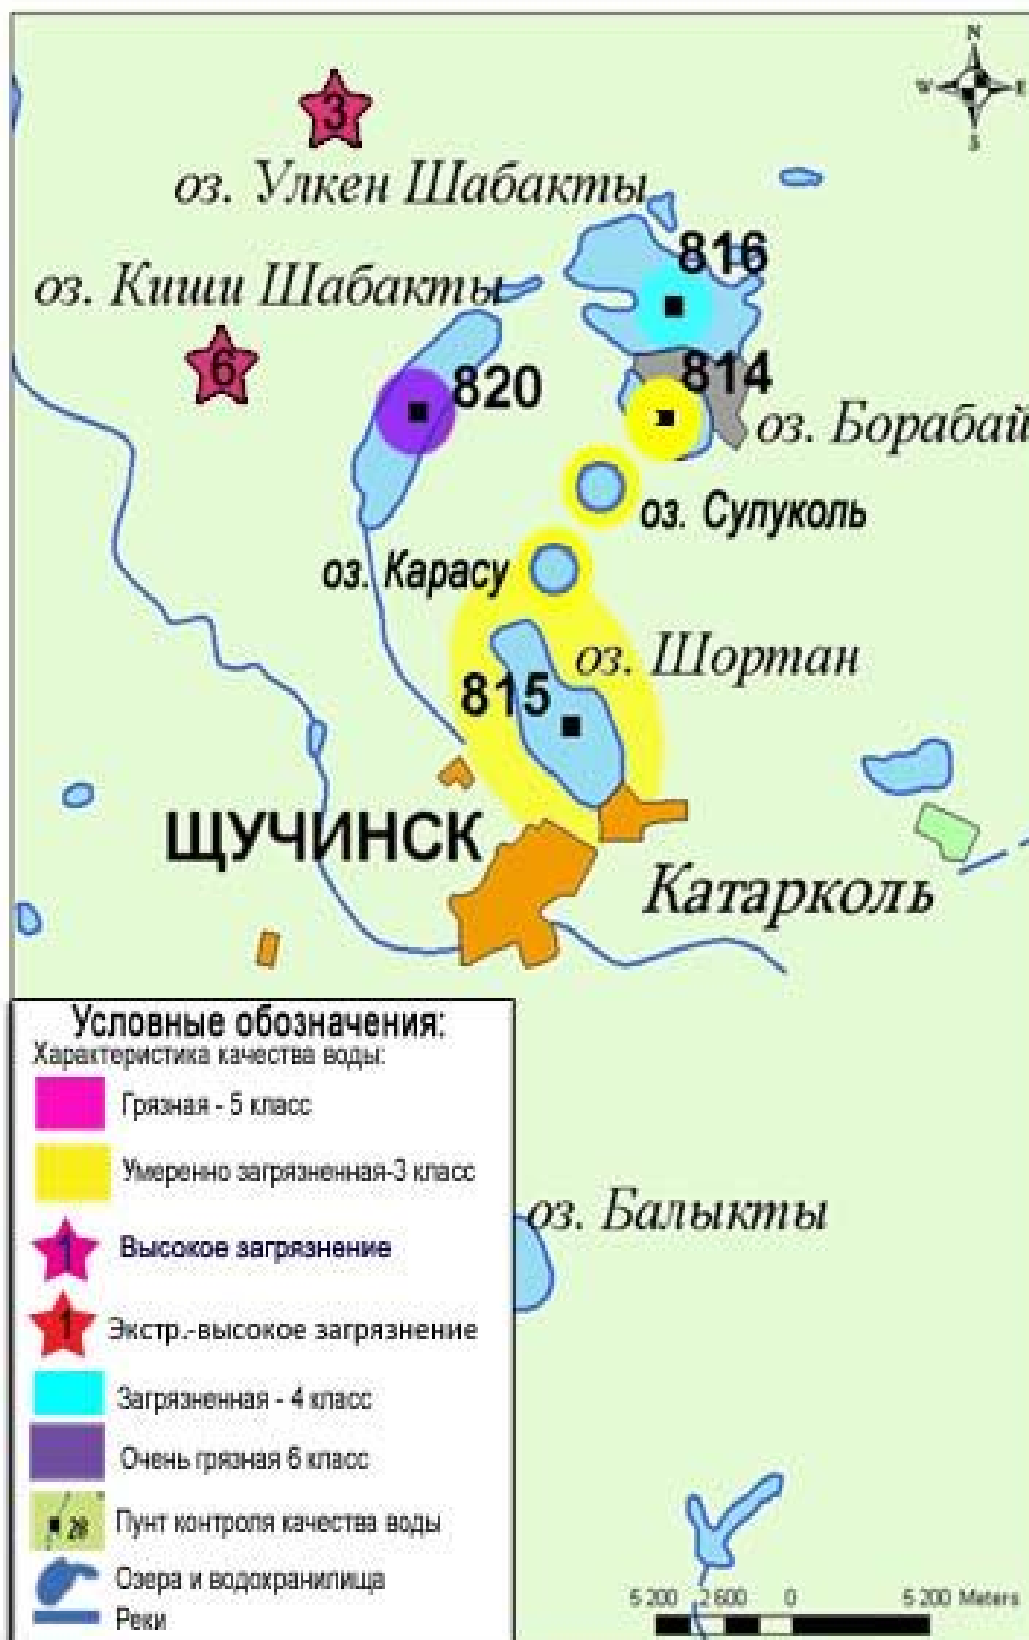 N
W E
S
3
оз. Улкен Шабакты
816
оз. Киши Шабакты
6
820
814
оз. Борабай
оз. Сулуколь
оз. Карасу
оз. Шортан
815
ЩУЧИНСК
Катарколь
Условные обозначения:
Характеристика качества воды:
Грязная - 5 класс
Умеренно загрязненная-3 класс
1 Высокое загрязнение
1 Экстр.-высокое загрязнение
Загрязненная - 4 класс
Очень грязная 6 класс
Пунт контроля качества воды
Озера и водохранилища
Реки
оз. Балыкты
5 200 2 600 0 5 200 Meters